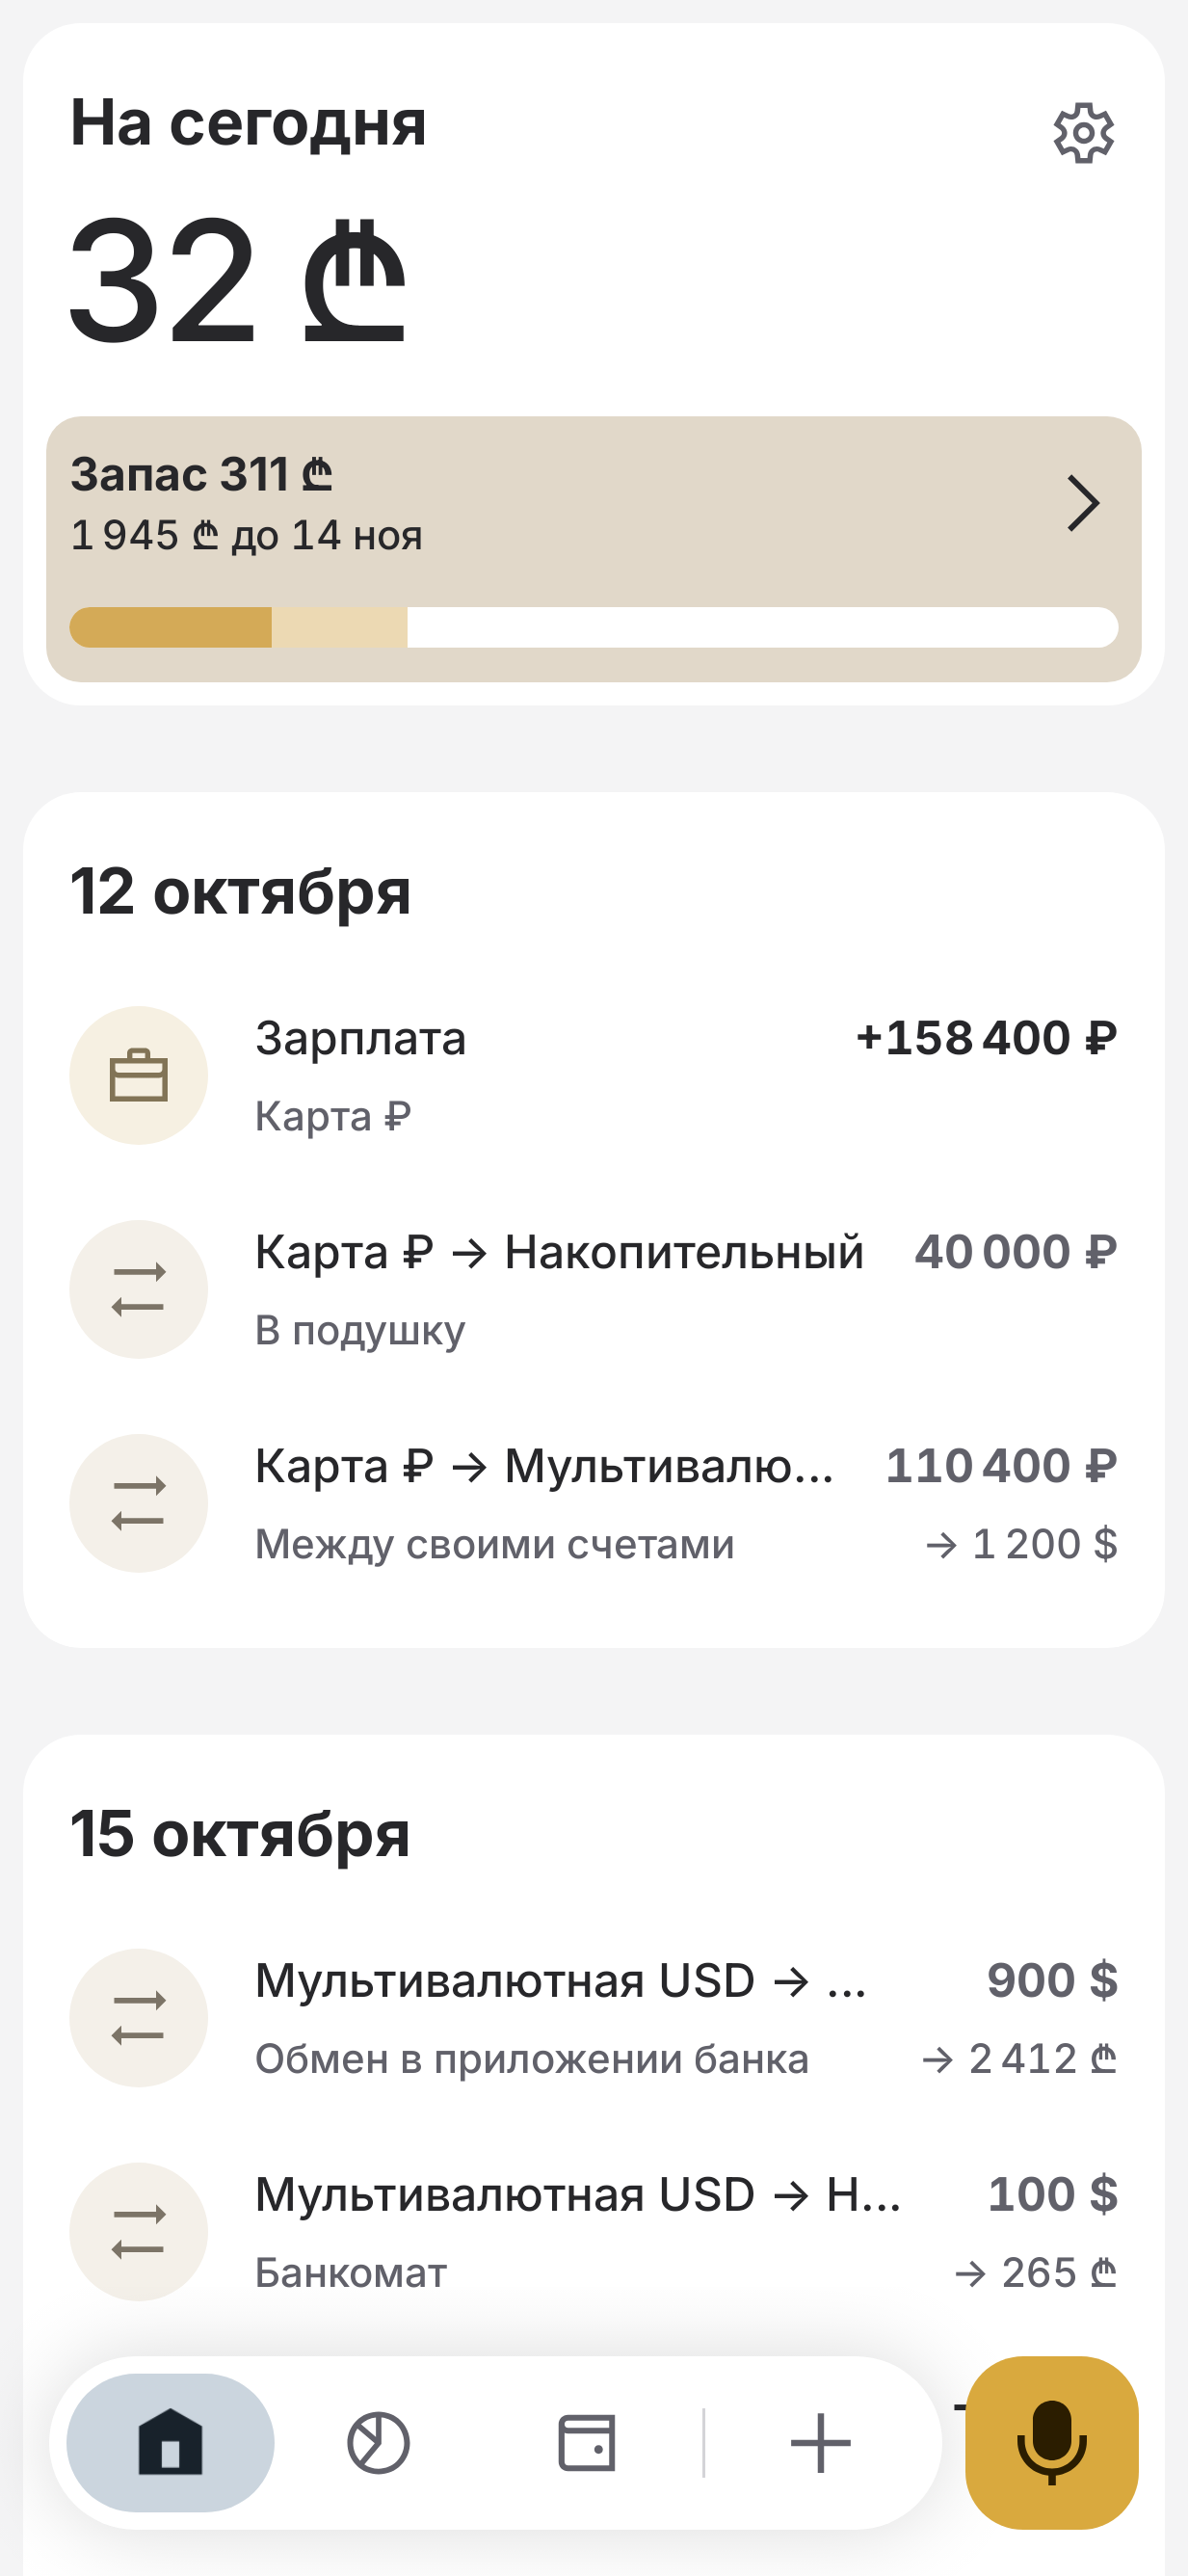 На сегодня
32 ₾
Запас 311 ₾
1 945 ₾ до 14 ноя
12 октября
Зарплата +158 400 ₽
Карта ₽
Карта ₽ → Накопительный 40 000 ₽
В подушку
Карта ₽ → Мультивалю... 110 400 ₽
Между своими счетами → 1 200 $
15 октября
Мультивалютная USD → ... 900 $
Обмен в приложении банка → 2 412 ₾
Мультивалютная USD → Н... 100 $
Банкомат → 265 ₾